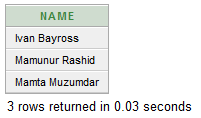 NAME
Ivan Bayross
Mamunur Rashid
Mamta Muzumdar
3 rows returned in 0.03 seconds